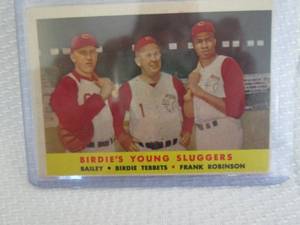 BIRDIE'S YOUNG SLUGGERS
BAILEY • BIRDIE TEBBETS • FRANK ROBINSON